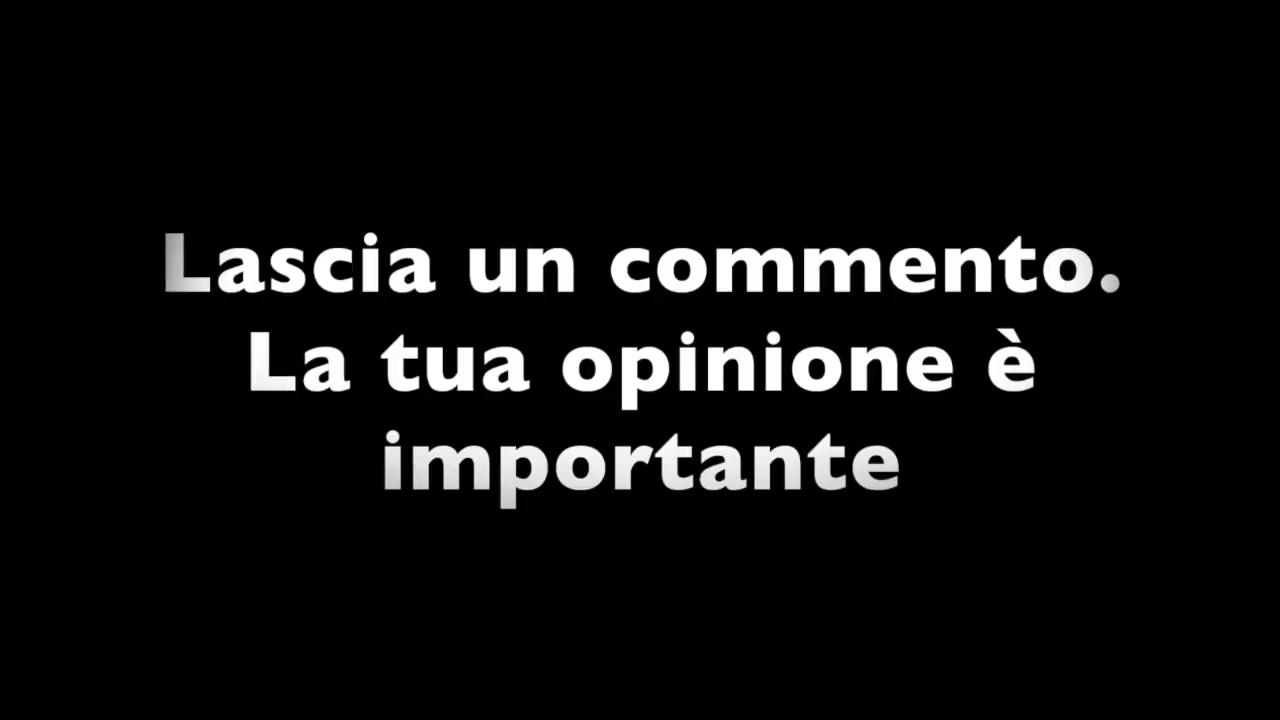 Lascia un commento.
La tua opinione è
importante